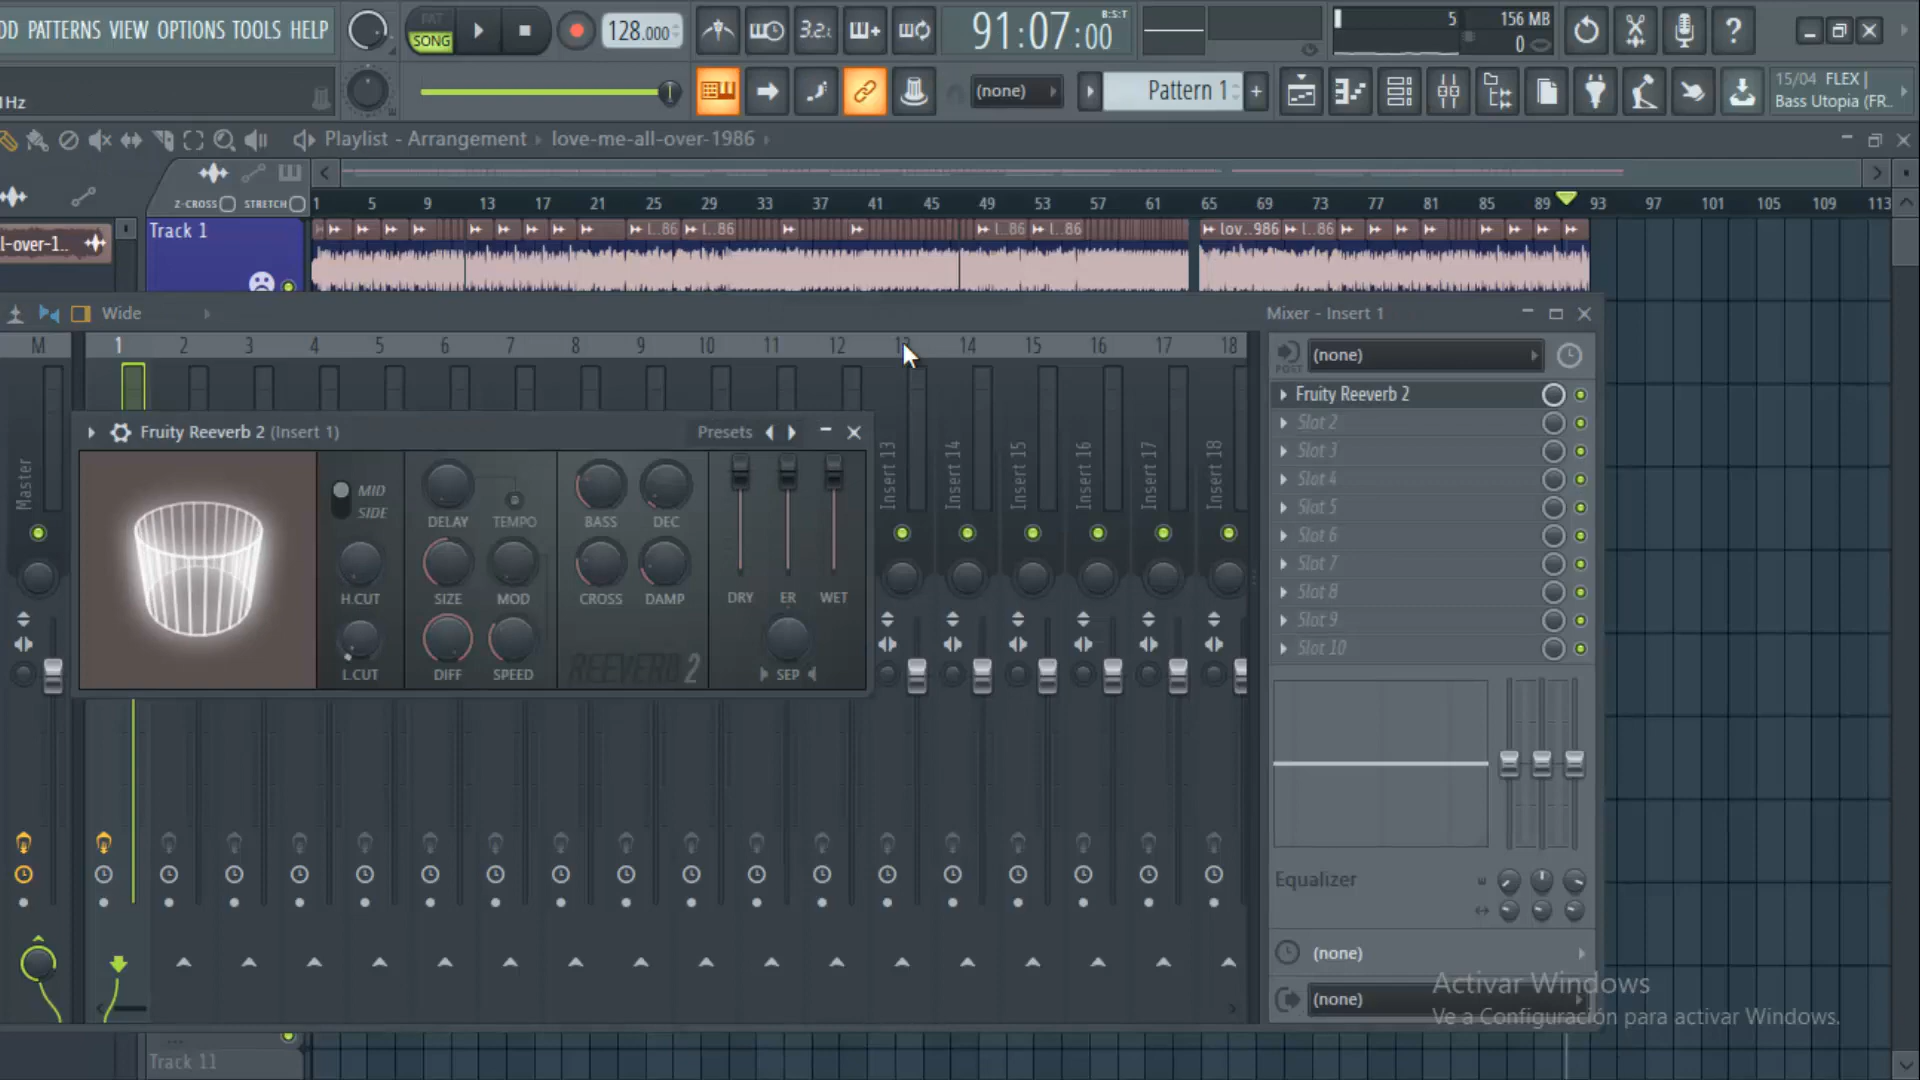 PATTERNS VIEW OPTIONS TOOLS HELP
PAT
SONG
128.000
3.2.
91:07:00
B:S:T
5
156 MB
0
Hz
(none)
Pattern 1
+
15/04 FLEX |
Bass Utopia (FR..
Playlist - Arrangement › love-me-all-over-1986
Z-CROSS STRETCH
1 5 9 13 17 21 25 29 33 37 41 45 49 53 57 61 65 69 73 77 81 85 89 93 97 101 105 109 113
l-over-1..
Track 1
l..86 l..86 l..86 l..86 lov..986 l..86
Wide
Mixer - Insert 1
M 1 2 3 4 5 6 7 8 9 10 11 12 13 14 15 16 17 18
POST
(none)
Fruity Reeverb 2
Slot 2
Slot 3
Slot 4
Slot 5
Slot 6
Slot 7
Slot 8
Slot 9
Slot 10
Fruity Reeverb 2 (Insert 1)
Presets
Master
MID
SIDE
DELAY TEMPO
BASS DEC
H.CUT
SIZE MOD
CROSS DAMP
DRY ER WET
L.CUT
DIFF SPEED
REEVERB 2
SEP
Insert 13
Insert 14
Insert 15
Insert 16
Insert 17
Insert 18
Equalizer
(none)
(none)
Activar Windows
Ve a Configuración para activar Windows.
Track 11